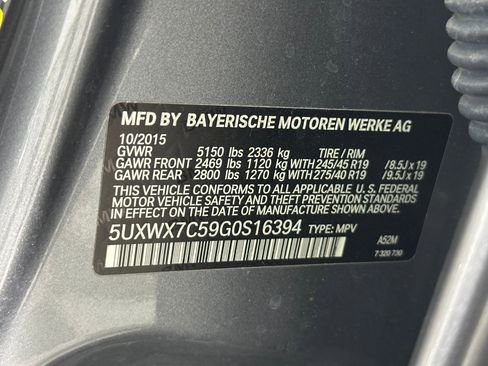 MFD BY BAYERISCHE MOTOREN WERKE AG
10/2015
GVWR 5150 lbs 2336 kg TIRE / RIM
GAWR FRONT 2469 lbs 1120 kg WITH 245/45 R19 / 8.5J x 19
GAWR REAR 2800 lbs 1270 kg WITH 275/40 R19 / 9.5J x 19
THIS VEHICLE CONFORMS TO ALL APPLICABLE U. S. FEDERAL
MOTOR VEHICLE SAFETY AND THEFT PREVENTION STANDARDS
IN EFFECT ON THE DATE OF MANUFACTURE SHOWN ABOVE.
5UXWX7C59G0S16394 TYPE: MPV
A52M
7 320 730